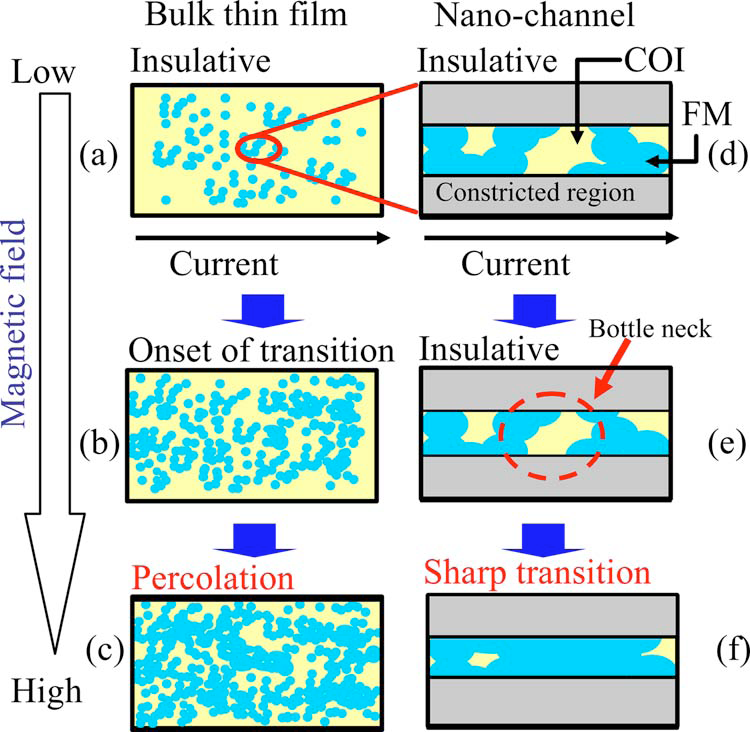 Bulk thin film
Nano-channel
Low
Insulative
Insulative
COI
FM
(a)
(d)
Constricted region
Current
Current
Magnetic field
Onset of transition
Insulative
Bottle neck
(b)
(e)
Percolation
Sharp transition
(c)
(f)
High